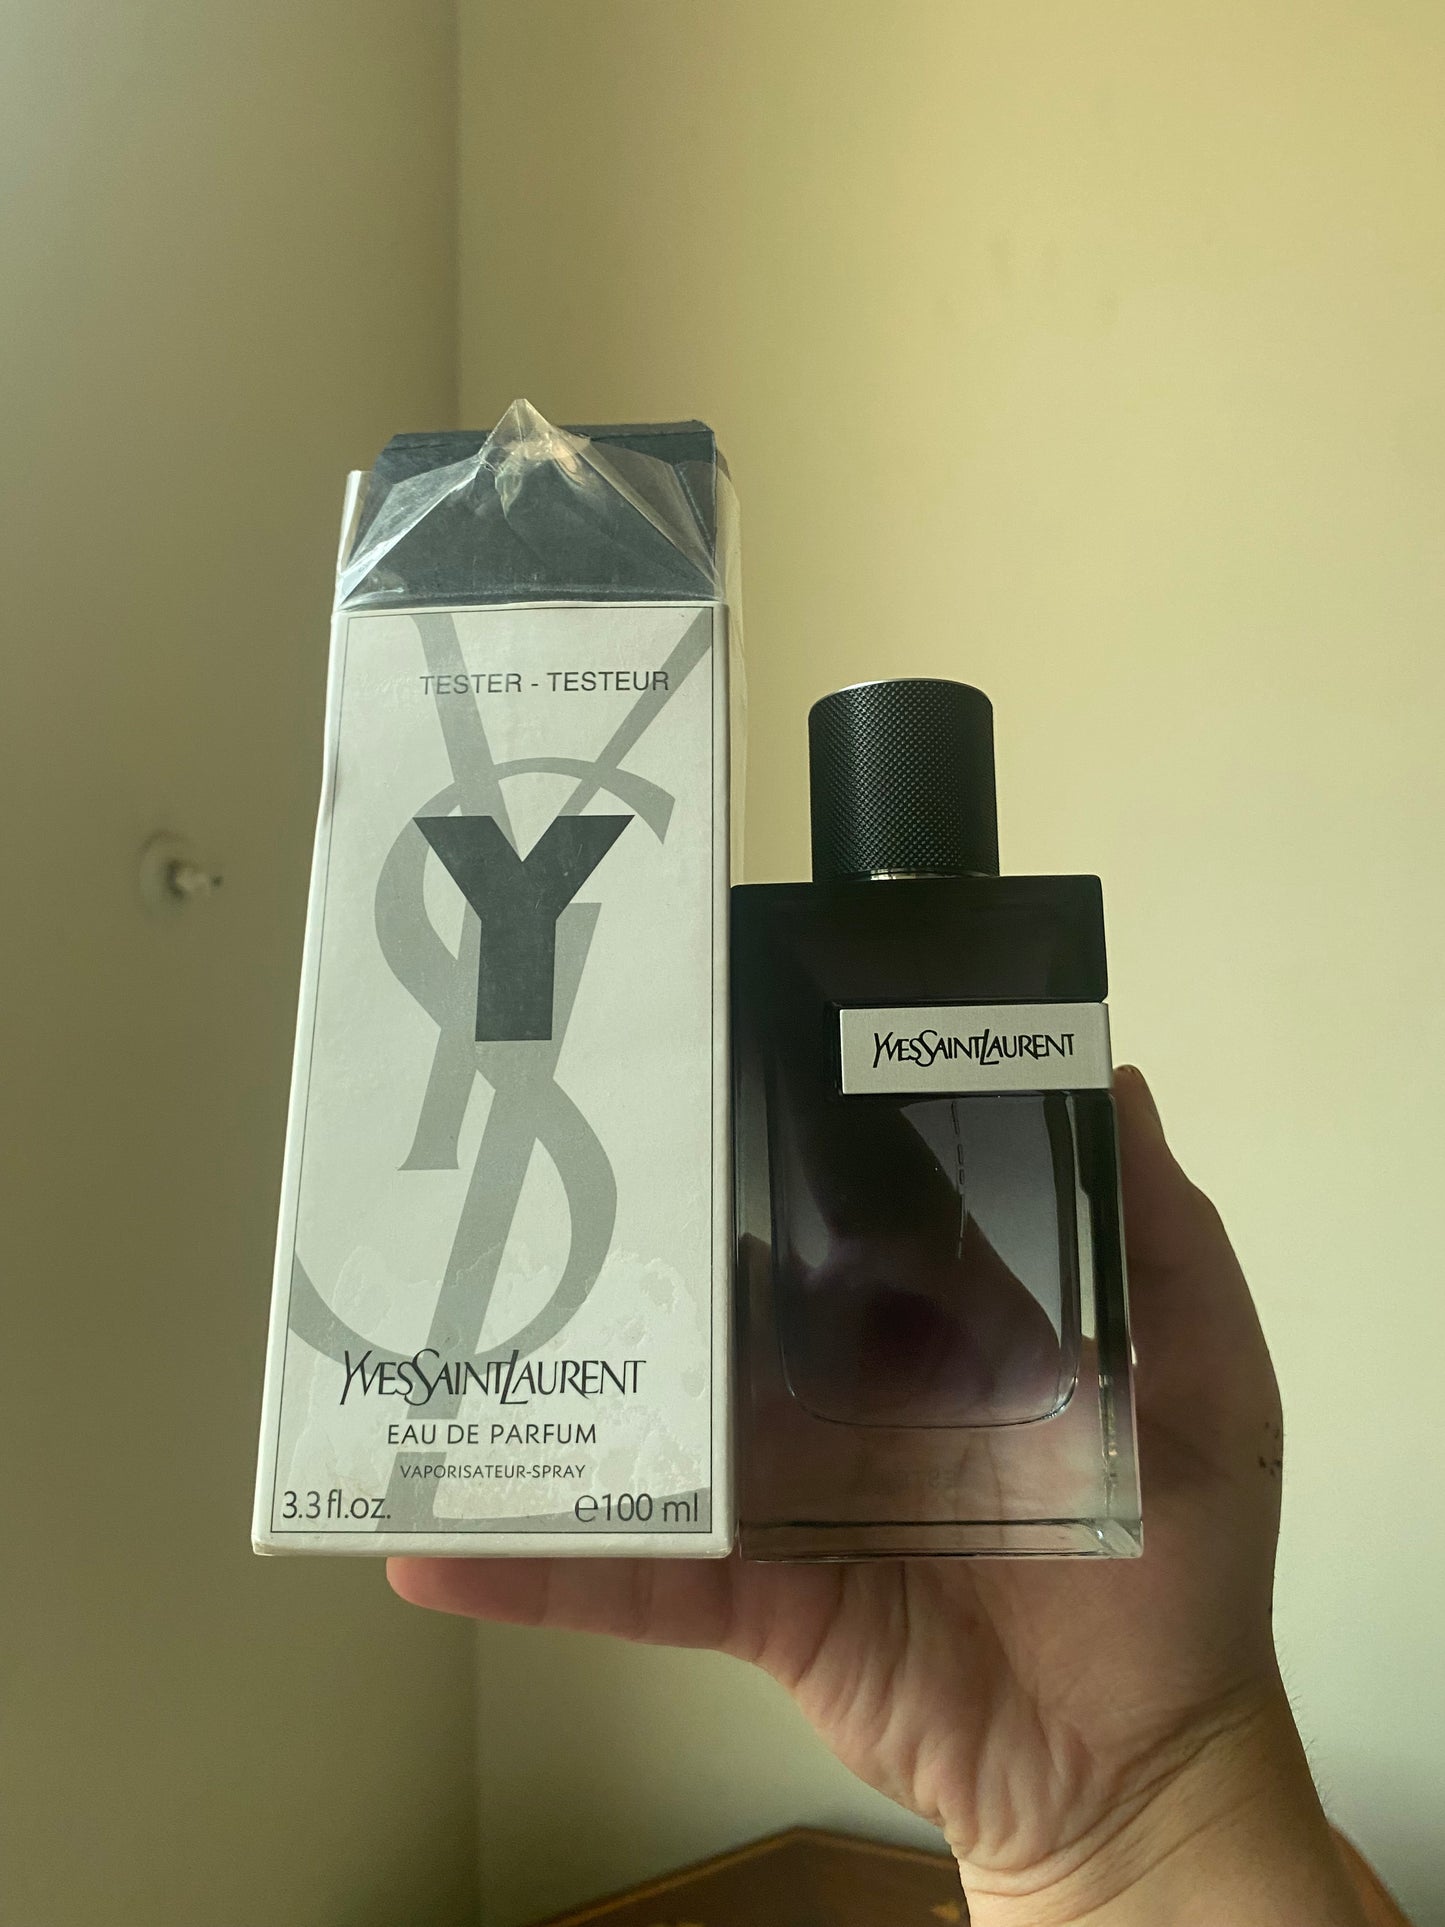 TESTER - TESTEUR
Y
YVESSAINTLAURENT
EAU DE PARFUM
VAPORISATEUR-SPRAY
3.3 fl.oz. ℮100 ml
YVESSAINTLAURENT